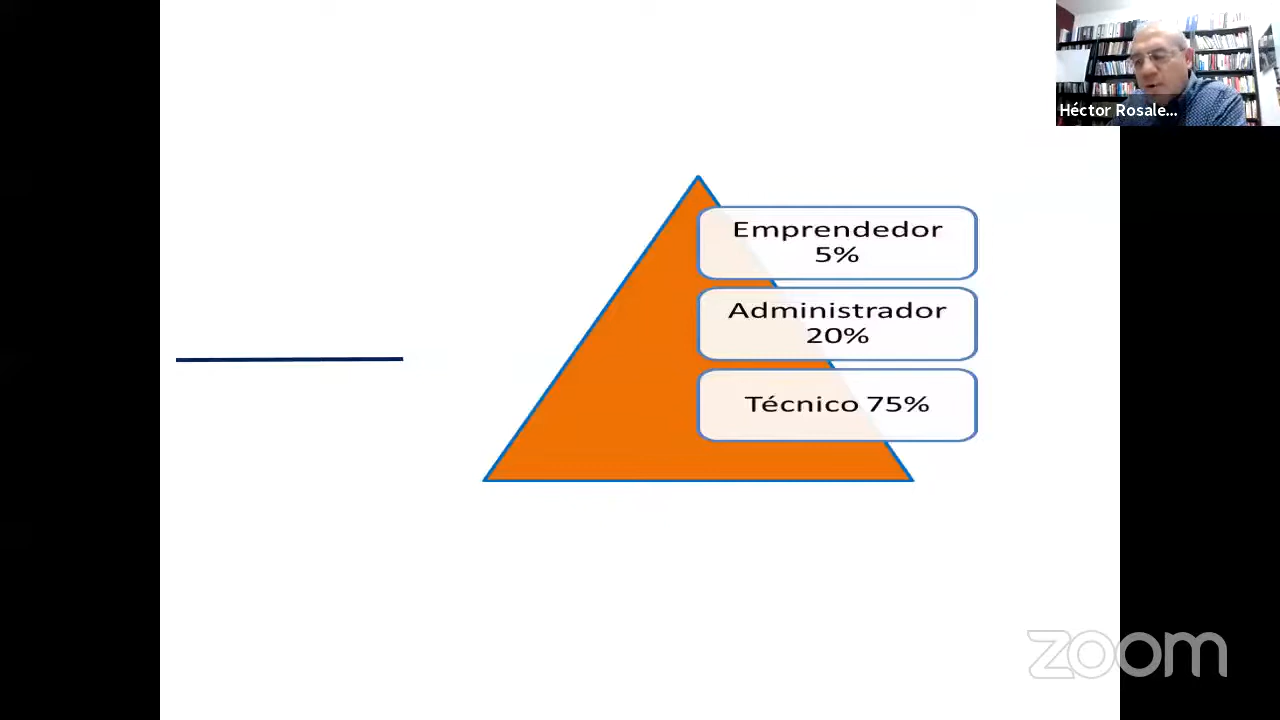 Héctor Rosale...
Emprendedor
5%
Administrador
20%
Técnico 75%
zoom